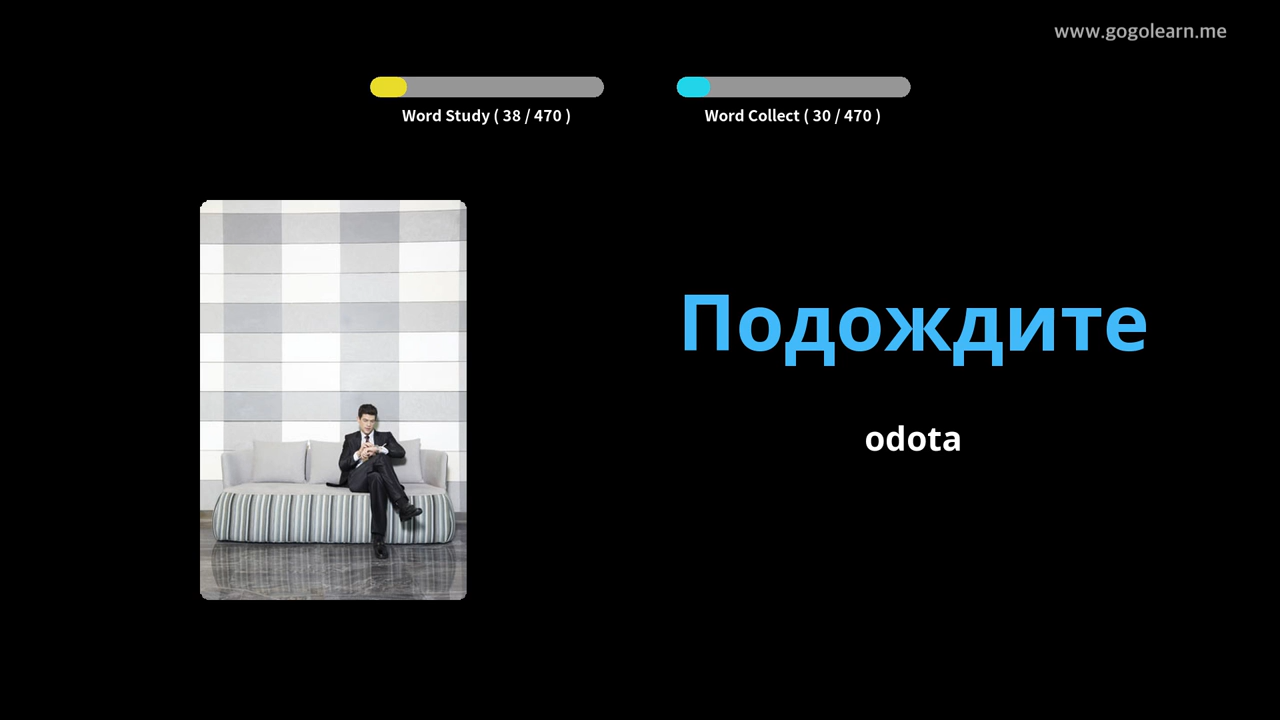 www.gogolearn.me
Word Study ( 38 / 470 )
Word Collect ( 30 / 470 )
Подождите
odota